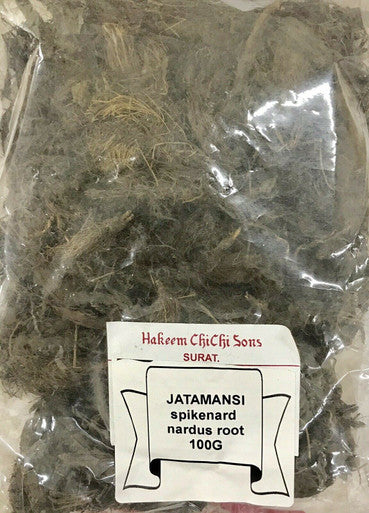 Hakeem ChiChi Sons
SURAT.
JATAMANSI
spikenard
nardus root
100G